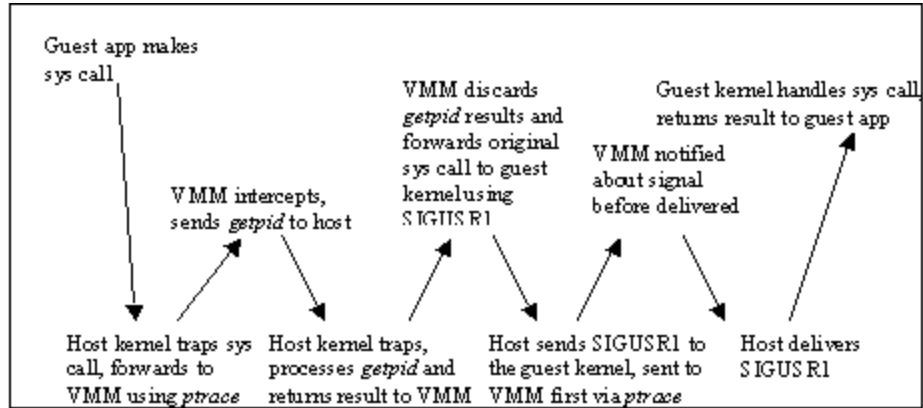 Guest app makes
sys call
Host kernel traps sys
call, forwards to
VMM using ptrace
VMM intercepts,
sends getpid to host
Host kernel traps,
processes getpid and
returns result to VMM
VMM discards
getpid results and
forwards original
sys call to guest
kernel using
SIGUSR1
Host sends SIGUSR1 to
the guest kernel, sent to
VMM first via ptrace
VMM notified
about signal
before delivered
Host delivers
SIGUSR1
Guest kernel handles sys call,
returns result to guest app